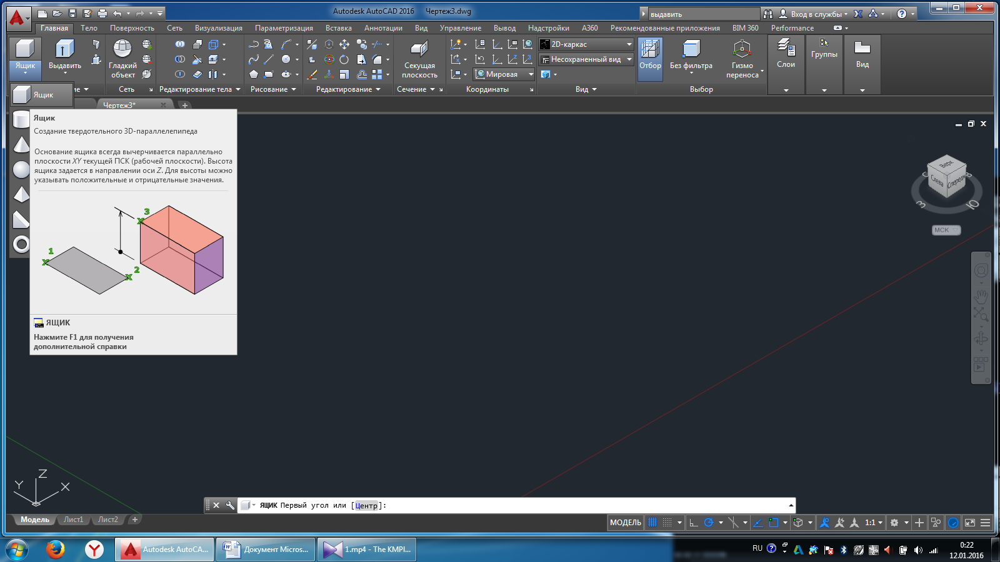 Autodesk AutoCAD 2016 Чертеж3.dwg
выдавить
Вход в службы
Главная Тело Поверхность Сеть Визуализация Параметризация Вставка Аннотации Вид Управление Вывод Надстройки A360 Рекомендованные приложения BIM 360 Performance
Ящик
Выдавить
Гладкий
объект
Секущая
плоскость
2D-каркас
Несохраненный вид
Мировая
Отбор
Без фильтра
Гизмо
переноса
Слои
Группы
Вид
Сеть Редактирование тела Рисование Редактирование Сечение Координаты Вид Выбор
Ящик
Чертеж3*
Ящик
Создание твердотельного 3D-параллелепипеда
Основание ящика всегда вычерчивается параллельно
плоскости XY текущей ПСК (рабочей плоскости). Высота
ящика задается в направлении оси Z. Для высоты можно
указывать положительные и отрицательные значения.
3
1
2
ЯЩИК
Нажмите F1 для получения
дополнительной справки
Верх
Слева
Спереди
С В
З Ю
МСК
Z
Y X
ЯЩИК Первый угол или [Центр]:
Модель Лист1 Лист2
МОДЕЛЬ
1:1
Autodesk AutoCA...
Документ Micros...
1.mp4 - The KMPl...
RU
0:22
12.01.2016